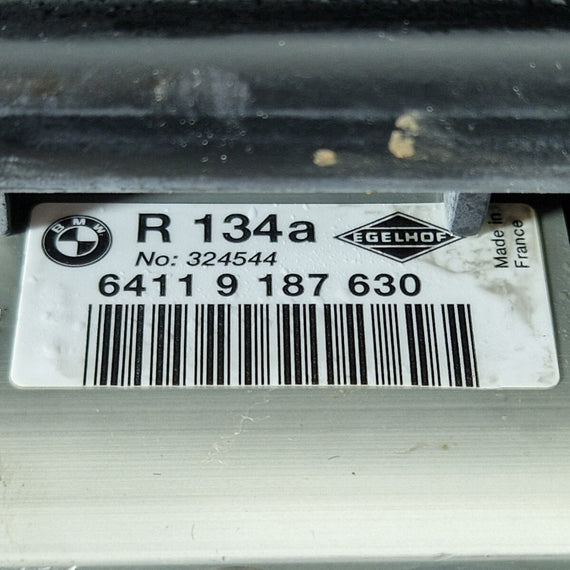 BMW
R 134a
EGELHOF
No: 324544
6411 9 187 630
Made in
France